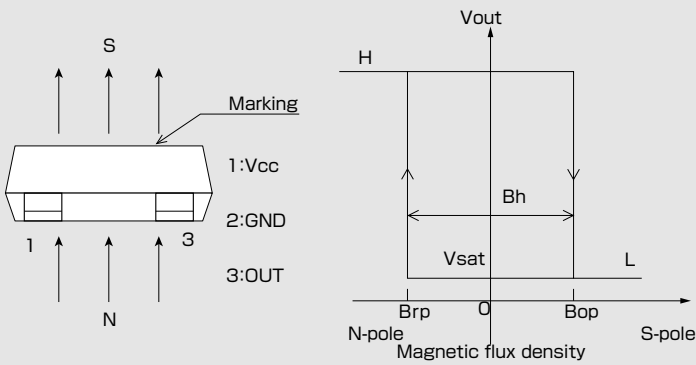 S
Marking
1:Vcc
2:GND
3:OUT
1
3
N
Vout
H
Bh
Vsat
L
Brp
O
Bop
N-pole
S-pole
Magnetic flux density